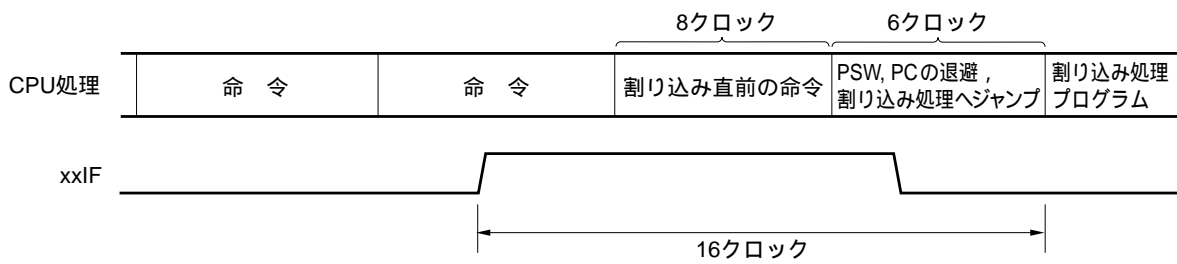 8クロック
6クロック
CPU処理
命 令
命 令
割り込み直前の命令
PSW, PCの退避,
割り込み処理へジャンプ
割り込み処理
プログラム
xxIF
16クロック